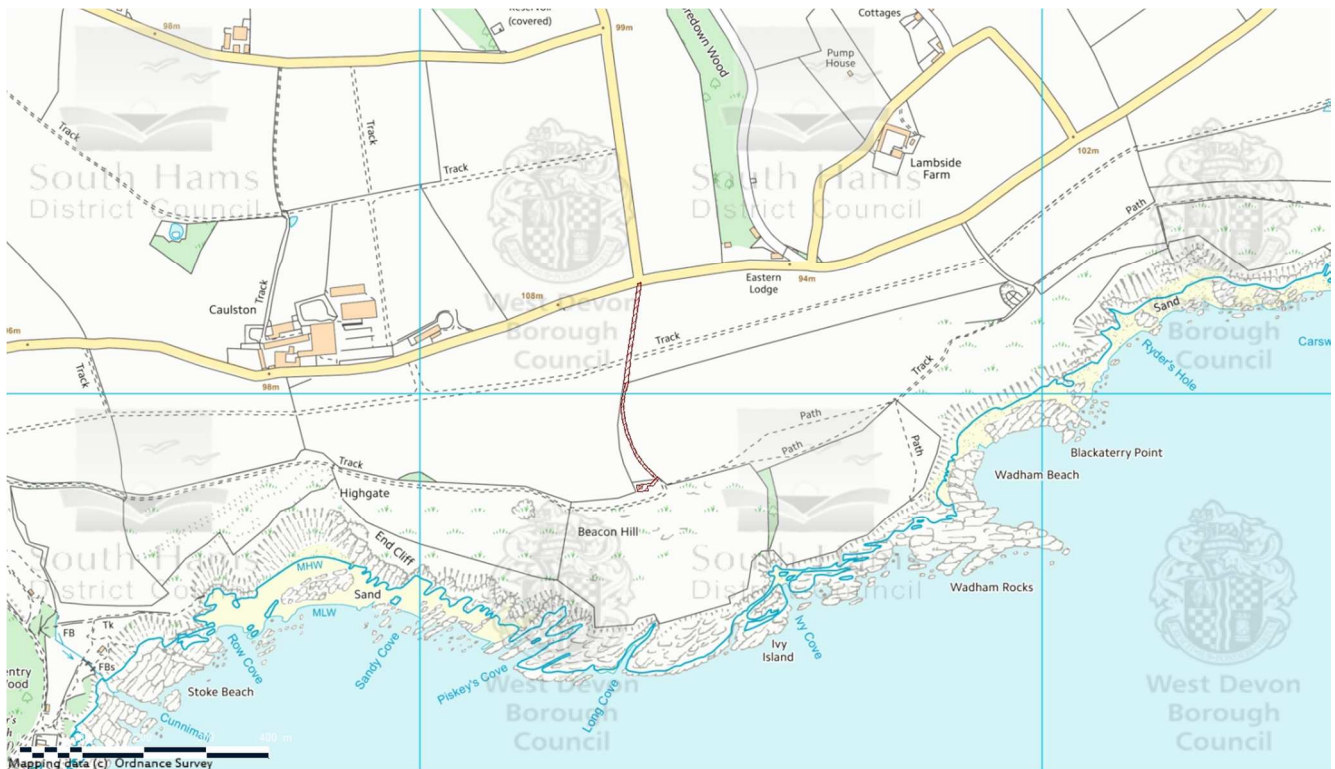 98m
Reservoir
(covered)
redown Wood
99m
Cottages
Pump
House
Track
Track
Track
South Hams
District Council
South Hams
District Council
Lambside
Farm
102m
Path
Caulston
Track
108m
Eastern
Lodge
94m
West Devon
Borough
Council
West Devon
Borough
Council
Sand
Ryder's Hole
Carsw
96m
98m
Track
Track
Track
Path
Path
Path
Blackaterry Point
Wadham Beach
Track
Highgate
Beacon Hill
End Cliff
South Hams
District Council
South Hams
District Council
MHW
Sand
MLW
Wadham Rocks
FB
Tk
FBs
entry
ood
Row Cove
Sandy Cove
Piskey's Cove
Long Cove
Ivy
Island
Ivy Cove
Stoke Beach
Cunnimall
West Devon
Borough
Council
West Devon
Borough
Council
400 m
Mapping data (c) Ordnance Survey